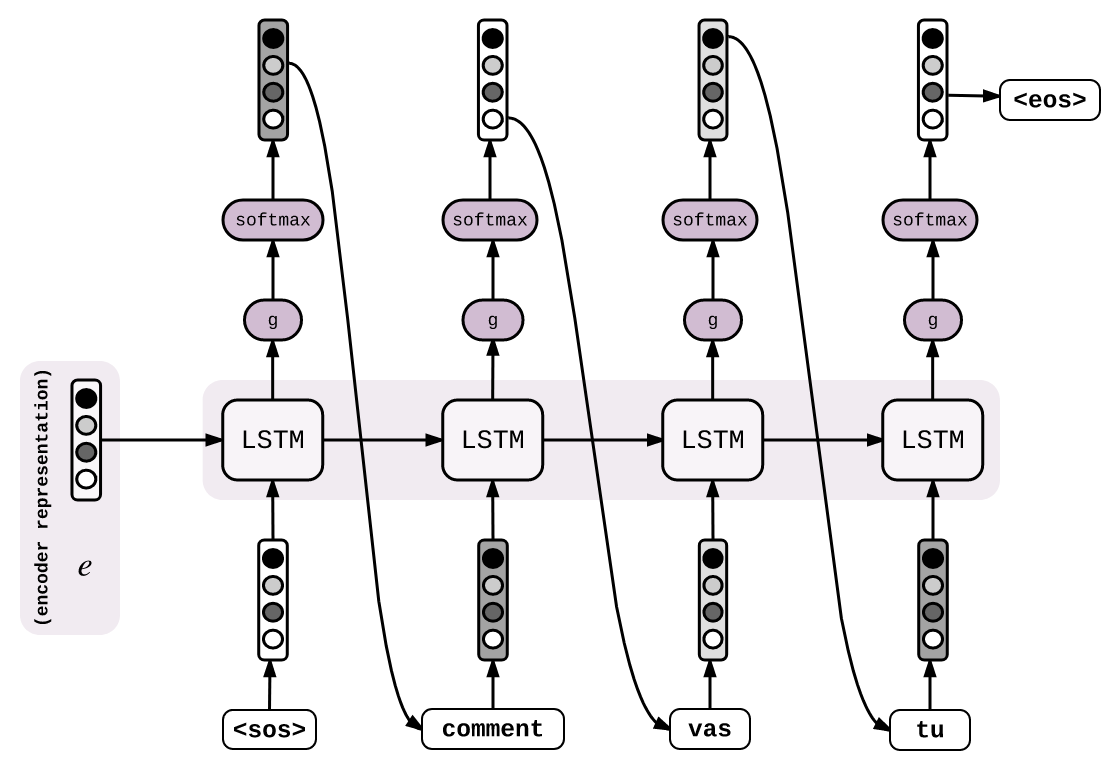 <eos>
softmax softmax softmax softmax
g g g g
(encoder representation)
LSTM LSTM LSTM LSTM
e
<sos> comment vas tu